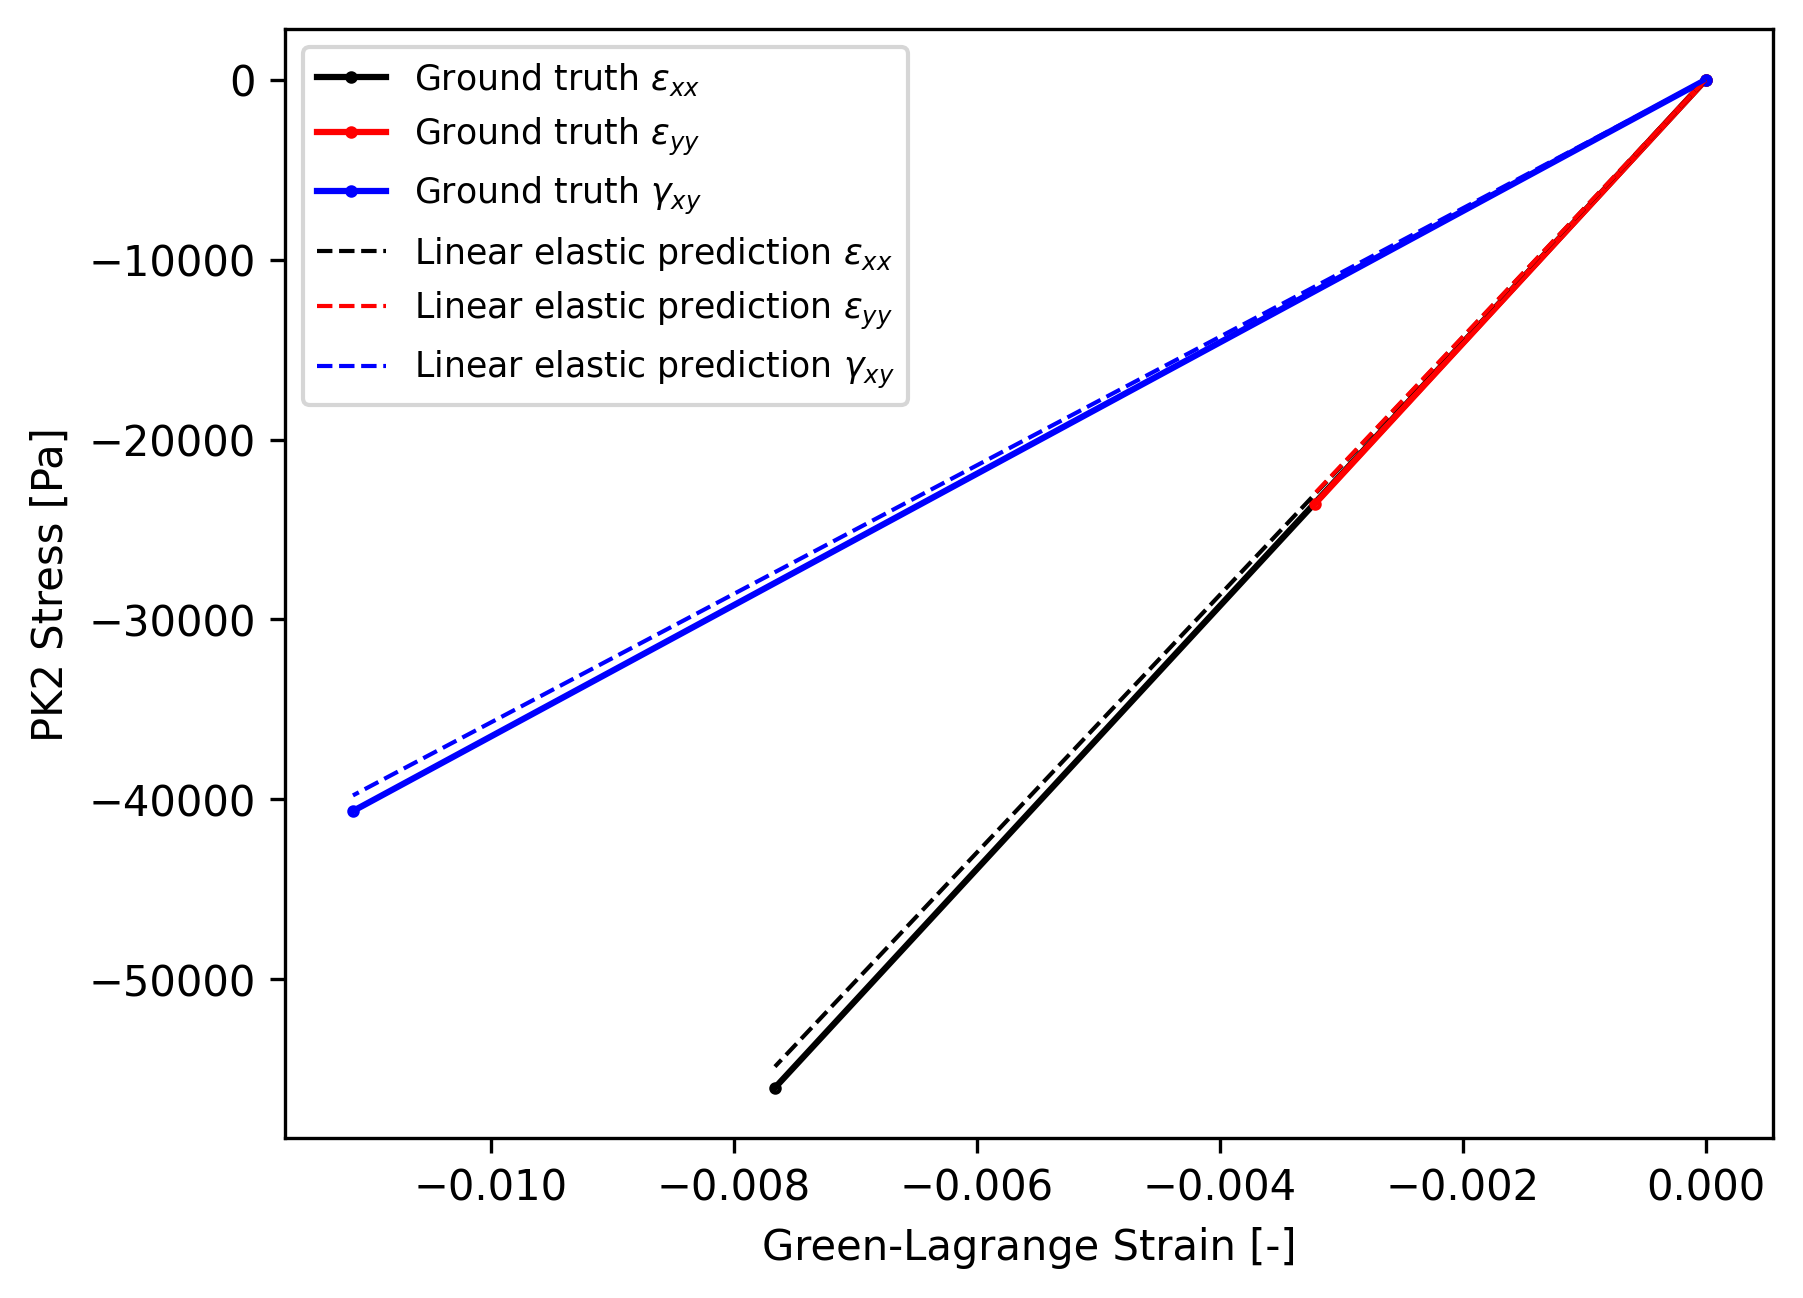 Ground truth εxx
Ground truth εyy
Ground truth γxy
Linear elastic prediction εxx
Linear elastic prediction εyy
Linear elastic prediction γxy
0
−10000
−20000
−30000
−40000
−50000
PK2 Stress [Pa]
−0.010 −0.008 −0.006 −0.004 −0.002 0.000
Green-Lagrange Strain [-]